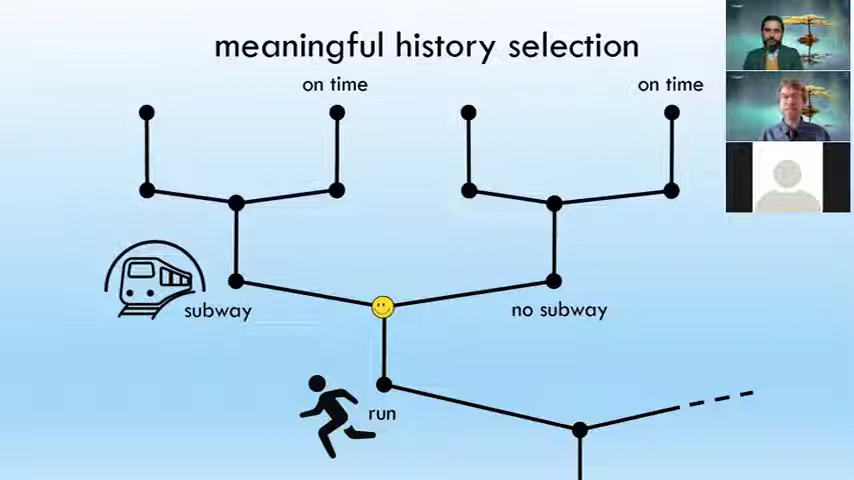 meaningful history selection
on time
on time
subway
no subway
run